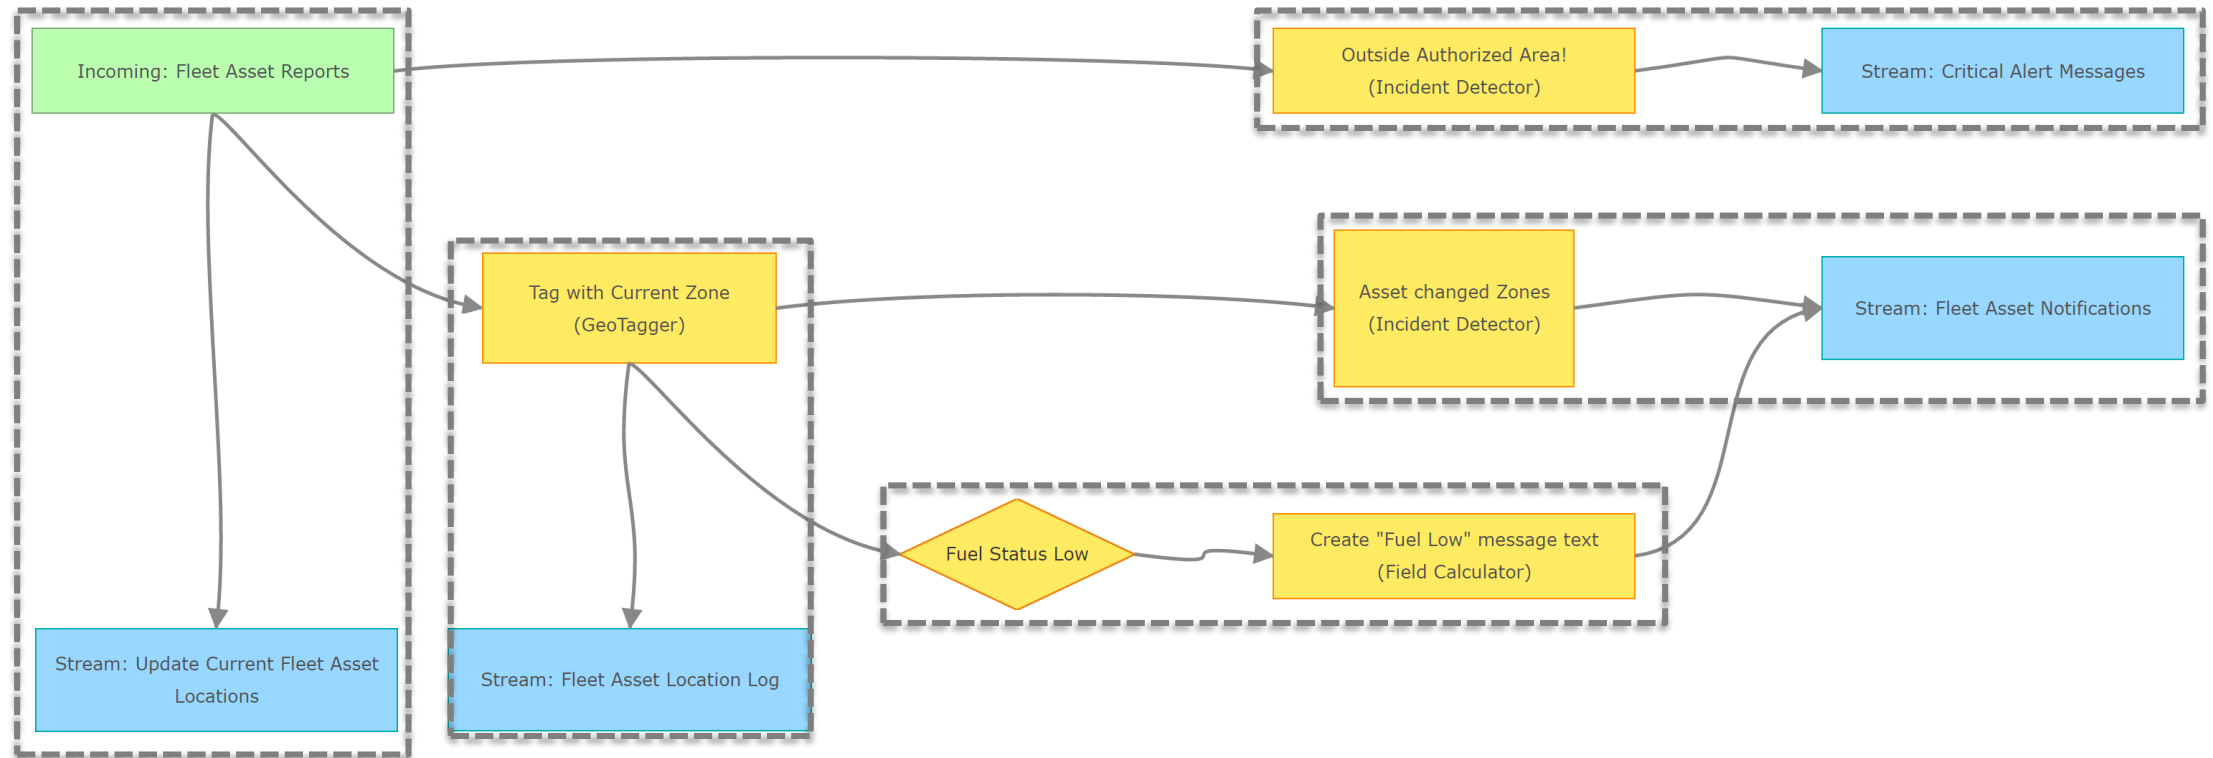 Incoming: Fleet Asset Reports
Outside Authorized Area!
(Incident Detector)
Stream: Critical Alert Messages
Tag with Current Zone
(GeoTagger)
Asset changed Zones
(Incident Detector)
Stream: Fleet Asset Notifications
Fuel Status Low
Create "Fuel Low" message text
(Field Calculator)
Stream: Update Current Fleet Asset
Locations
Stream: Fleet Asset Location Log